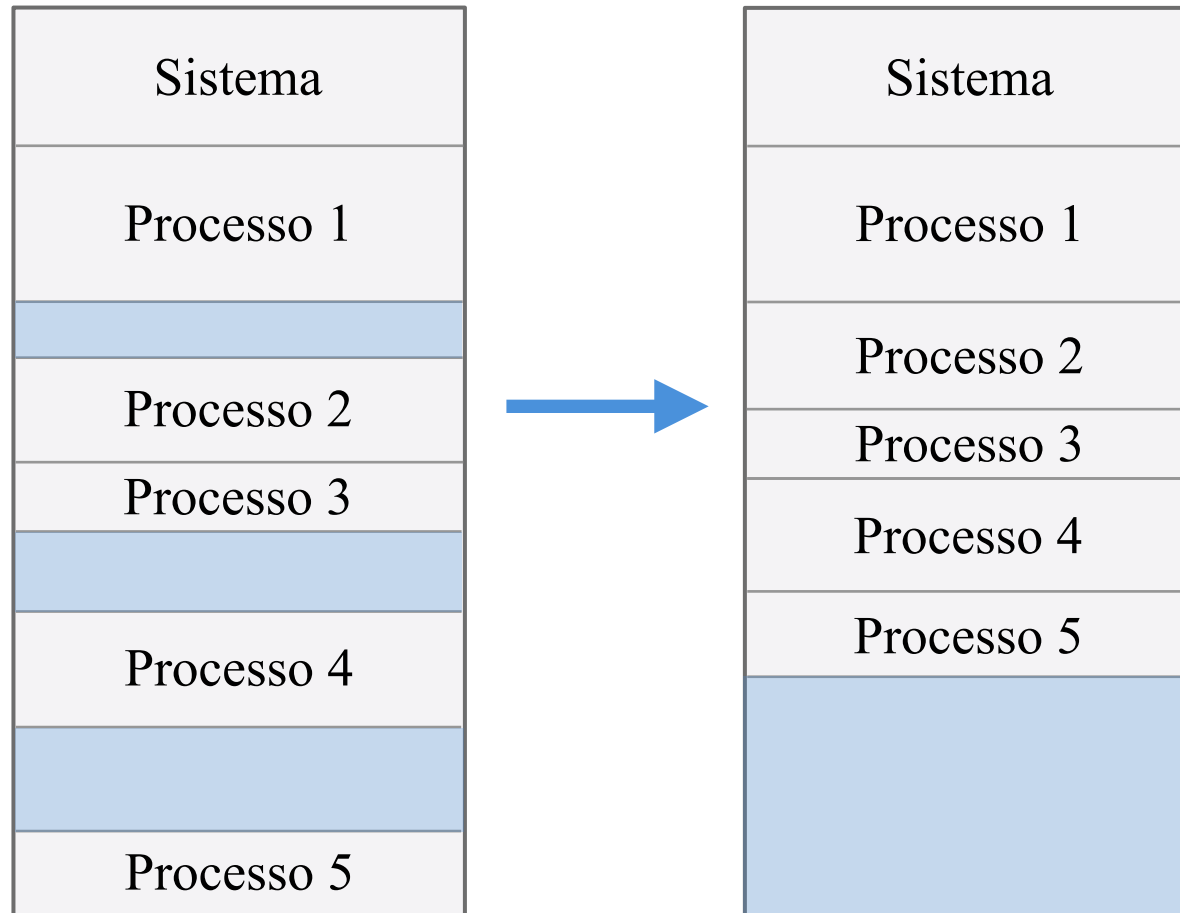 Sistema
Processo 1
Processo 2
Processo 3
Processo 4
Processo 5
Sistema
Processo 1
Processo 2
Processo 3
Processo 4
Processo 5